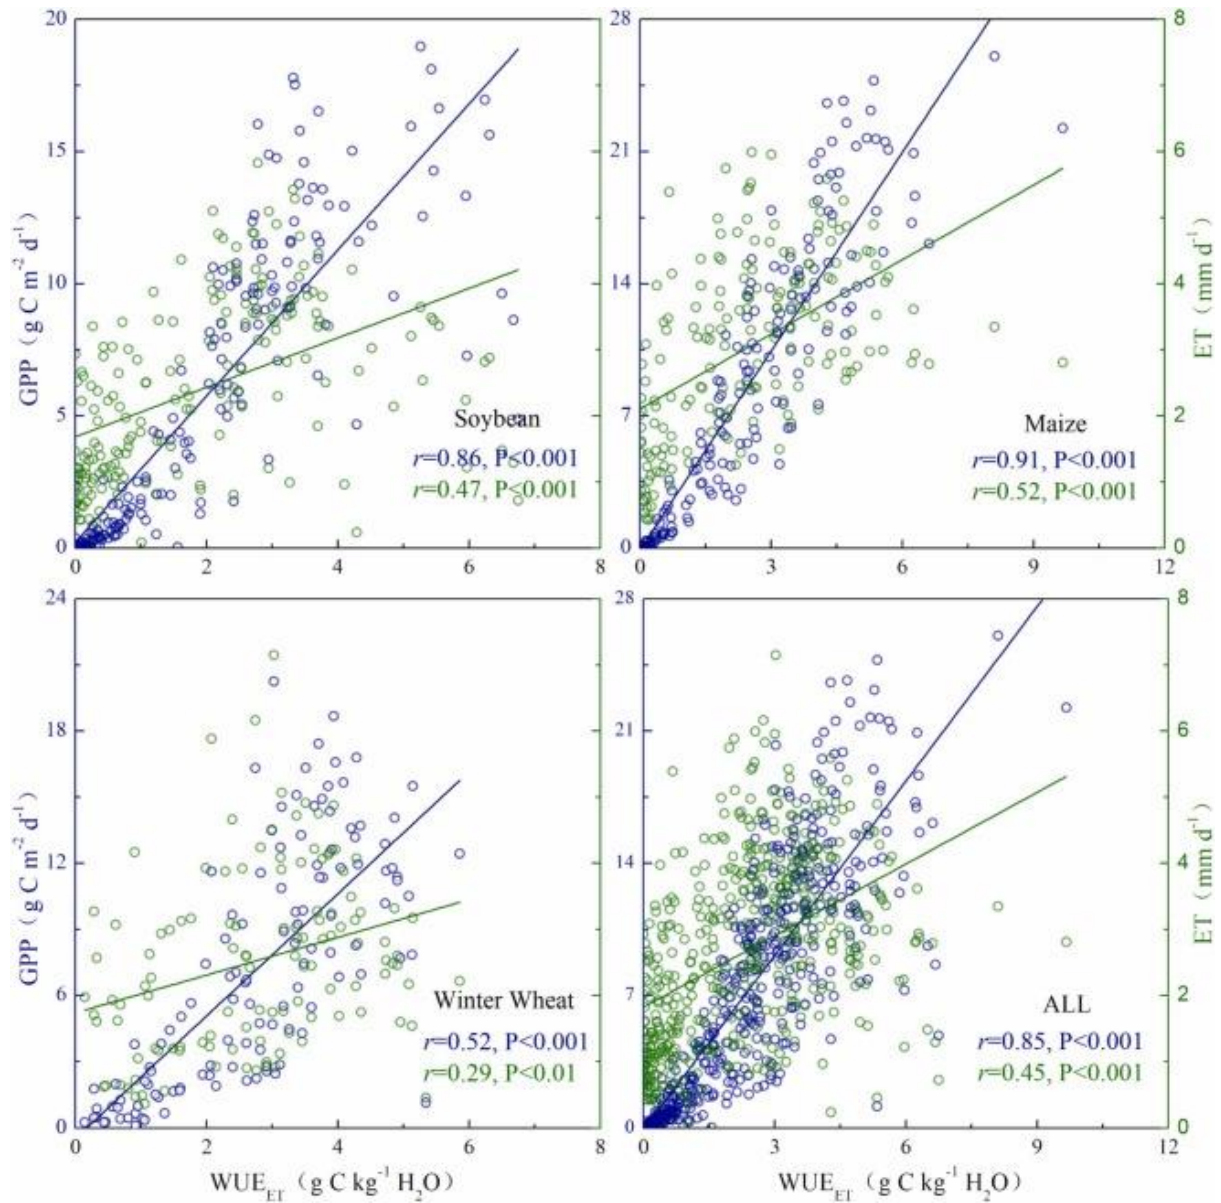 20
15
10
5
0
GPP (g C m⁻² d⁻¹)
Soybean
r=0.86, P<0.001
r=0.47, P<0.001
0 2 4 6 8
28
21
14
7
0
8
6
4
2
0
ET (mm d⁻¹)
Maize
r=0.91, P<0.001
r=0.52, P<0.001
0 3 6 9 12
24
18
12
6
0
GPP (g C m⁻² d⁻¹)
Winter Wheat
r=0.52, P<0.001
r=0.29, P<0.01
0 2 4 6 8
WUE_ET (g C kg⁻¹ H₂O)
28
21
14
7
0
8
6
4
2
0
ET (mm d⁻¹)
ALL
r=0.85, P<0.001
r=0.45, P<0.001
0 3 6 9 12
WUE_ET (g C kg⁻¹ H₂O)